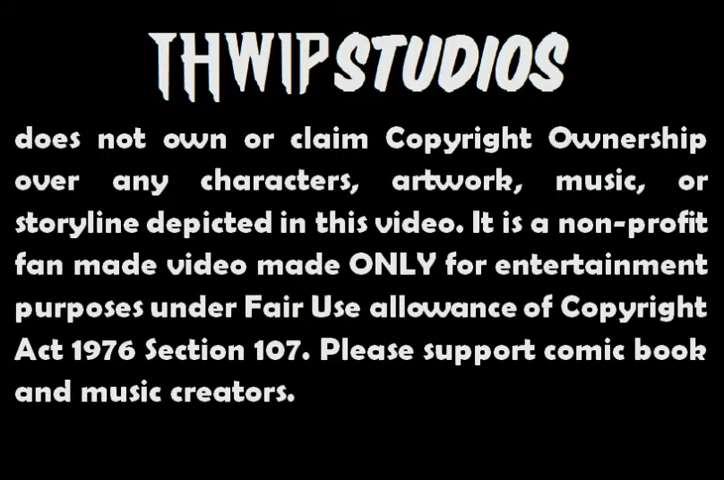 THWIPSTUDIOS
does not own or claim Copyright Ownership
over any characters, artwork, music, or
storyline depicted in this video. It is a non-profit
fan made video made ONLY for entertainment
purposes under Fair Use allowance of Copyright
Act 1976 Section 107. Please support comic book
and music creators.